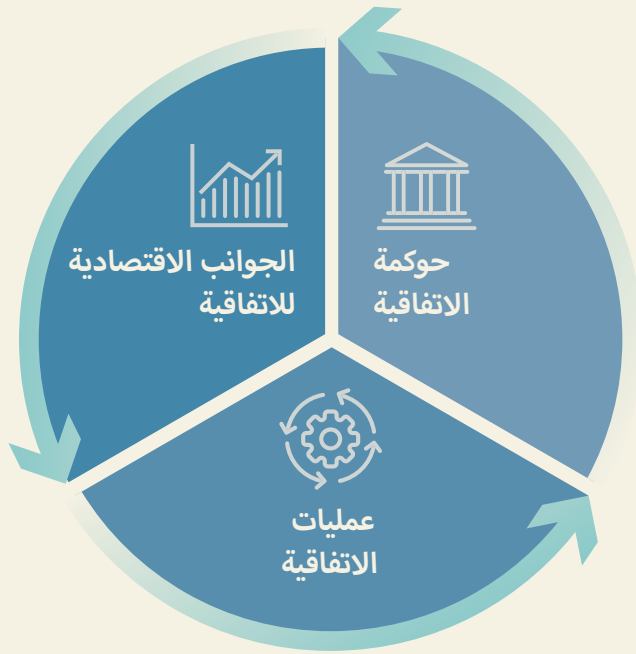 حوكمة
الاتفاقية
الجوانب الاقتصادية
للاتفاقية
عمليات
الاتفاقية